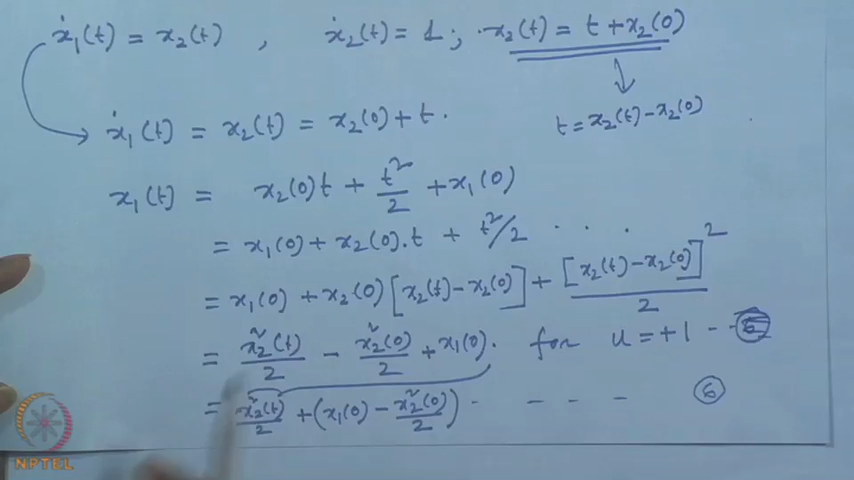 ẋ₁(t) = x₂(t) , ẋ₂(t) = 1 ; x₂(t) = t + x₂(0)
ẋ₁(t) = x₂(t) = x₂(0) + t .
t = x₂(t) - x₂(0)
x₁(t) = x₂(0)t + t²/2 + x₁(0)
= x₁(0) + x₂(0).t + t²/2 . . .
= x₁(0) + x₂(0) [x₂(t) - x₂(0)] + [x₂(t) - x₂(0)]²/2
= x₂²(t)/2 - x₂²(0)/2 + x₁(0). for u = +1 - -
= x₂²(t)/2 + (x₁(0) - x₂²(0)/2) - - - - ⑥
NPTEL